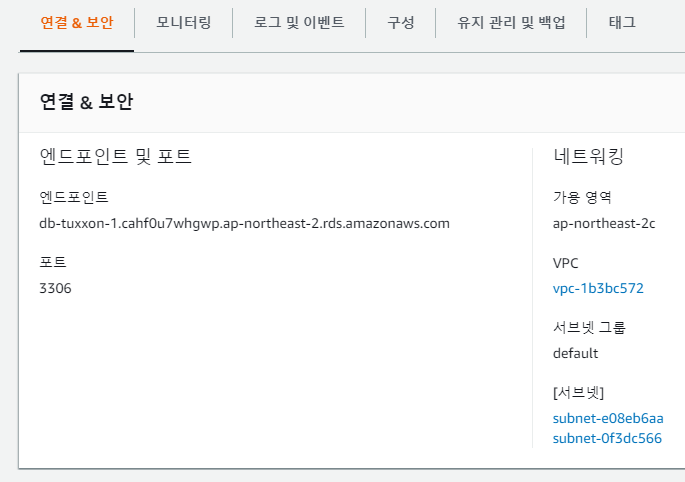 연결 & 보안
모니터링
로그 및 이벤트
구성
유지 관리 및 백업
태그
연결 & 보안
엔드포인트 및 포트
엔드포인트
db-tuxxon-1.cahf0u7whgwp.ap-northeast-2.rds.amazonaws.com
포트
3306
네트워킹
가용 영역
ap-northeast-2c
VPC
vpc-1b3bc572
서브넷 그룹
default
[서브넷]
subnet-e08eb6aa
subnet-0f3dc566